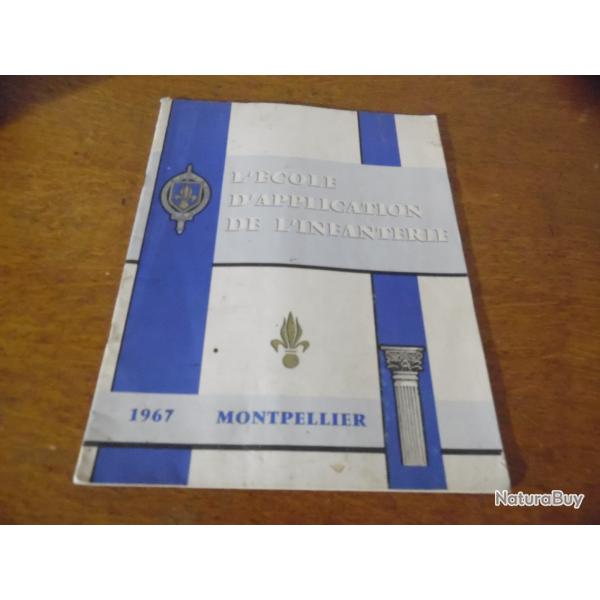 L'ECOLE
D'APPLICATION
DE L'INFANTERIE
1967 MONTPELLIER
NaturaBuy